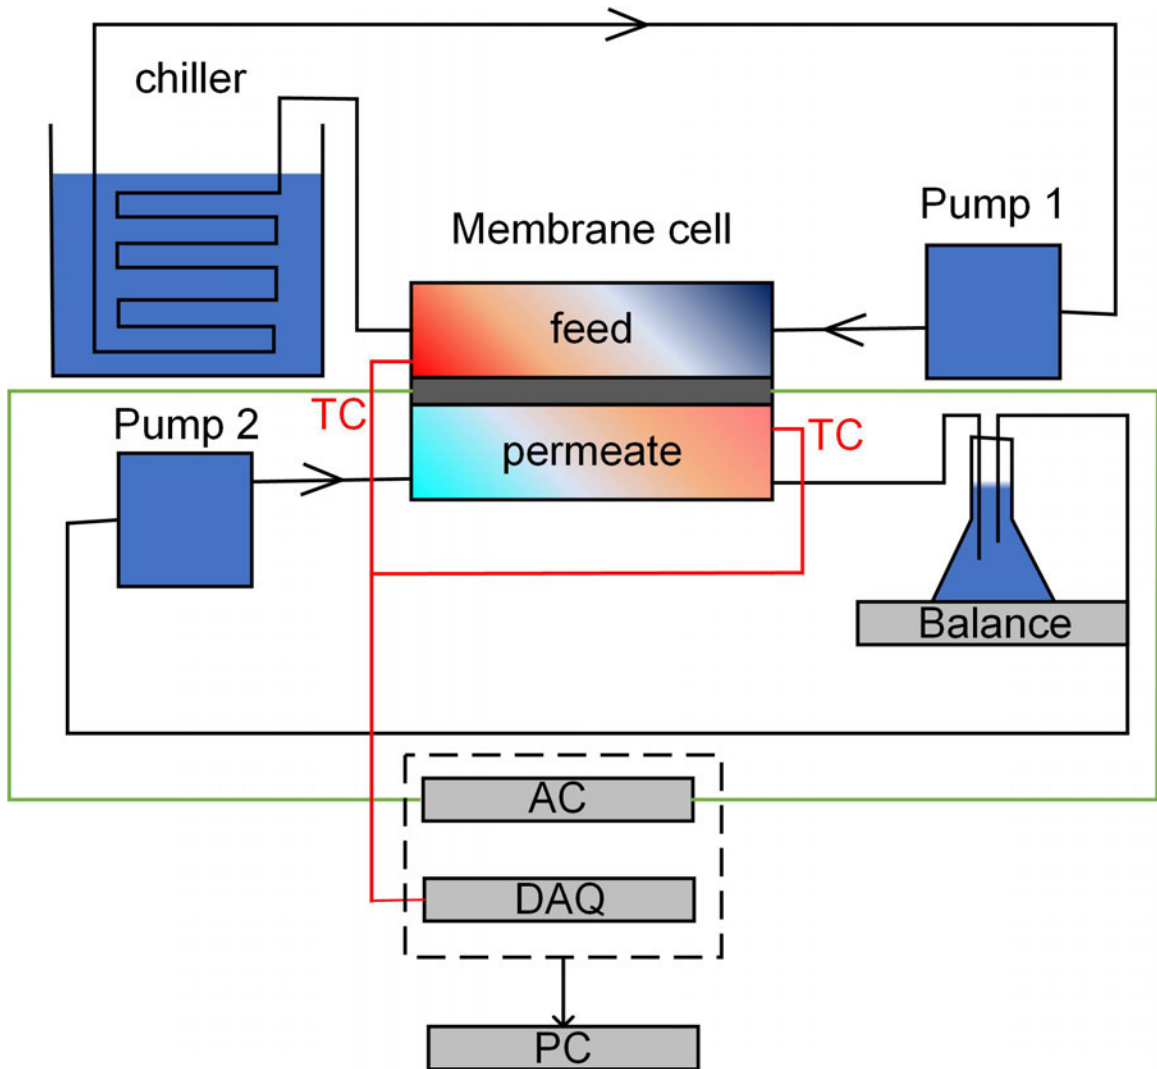 chiller
Pump 1
Membrane cell
feed
TC
Pump 2
permeate
TC
Balance
AC
DAQ
PC